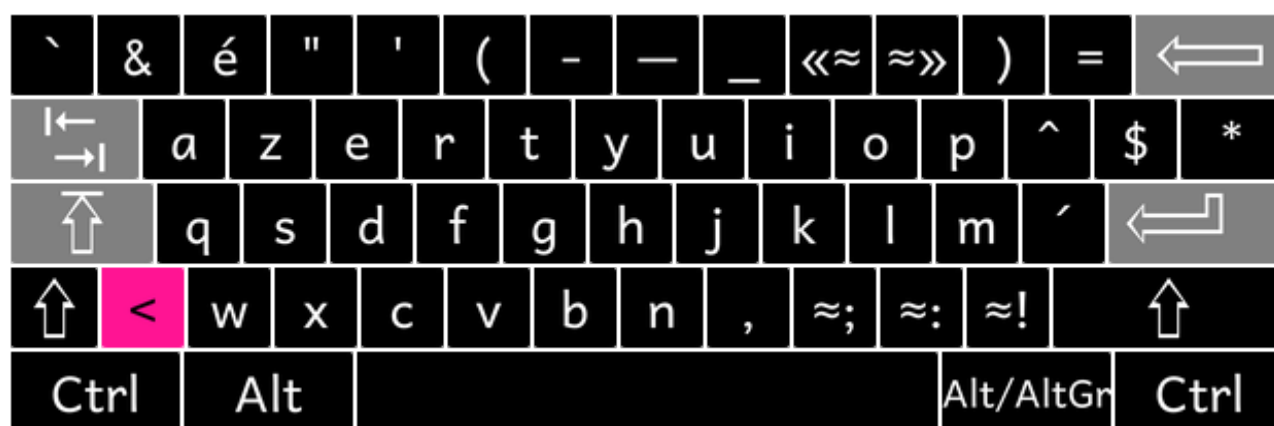 ` & é " ' ( - — _ «≈ ≈» ) =
a z e r t y u i o p ^ $ *
q s d f g h j k l m ´
< w x c v b n , ≈; ≈: ≈!
Ctrl Alt Alt/AltGr Ctrl